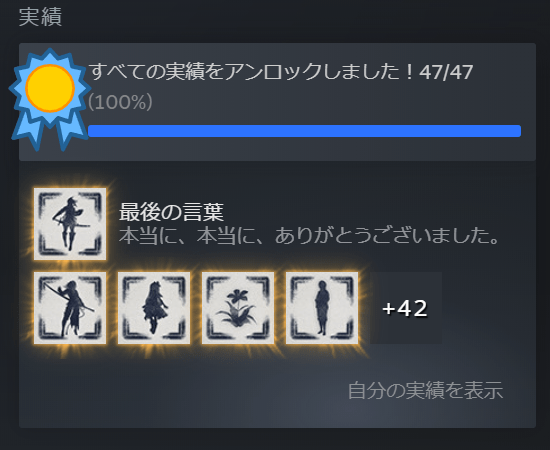 実績
すべての実績をアンロックしました！47/47
(100%)
最後の言葉
本当に、本当に、ありがとうございました。
+42
自分の実績を表示